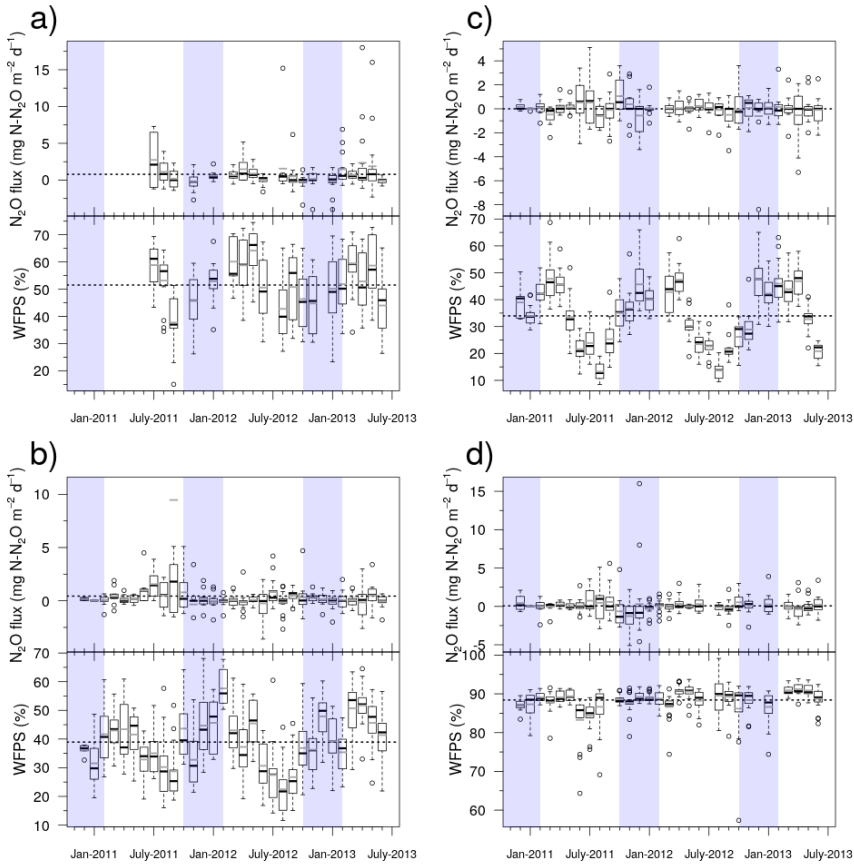 a)
N₂O flux (mg N-N₂O m⁻² d⁻¹)
15
10
5
0
WFPS (%)
70
60
50
40
30
20
Jan-2011 July-2011 Jan-2012 July-2012 Jan-2013 July-2013
c)
N₂O flux (mg N-N₂O m⁻² d⁻¹)
4
2
0
-2
-4
-6
-8
WFPS (%)
70
60
50
40
30
20
10
Jan-2011 July-2011 Jan-2012 July-2012 Jan-2013 July-2013
b)
N₂O flux (mg N-N₂O m⁻² d⁻¹)
10
5
0
WFPS (%)
70
60
50
40
30
20
10
Jan-2011 July-2011 Jan-2012 July-2012 Jan-2013 July-2013
d)
N₂O flux (mg N-N₂O m⁻² d⁻¹)
15
10
5
0
-5
WFPS (%)
100
90
80
70
60
Jan-2011 July-2011 Jan-2012 July-2012 Jan-2013 July-2013